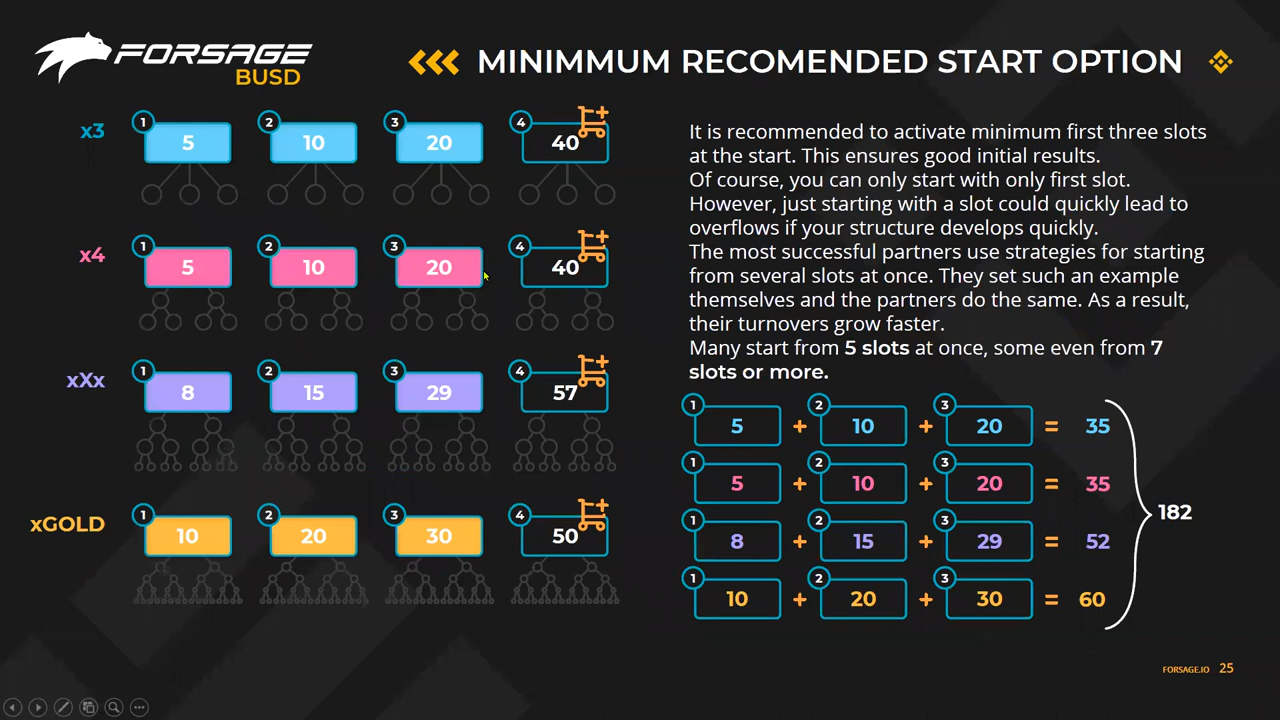 FORSAGE
BUSD
MINIMMUM RECOMENDED START OPTION
x3
1 5 2 10 3 20 4 40
x4
1 5 2 10 3 20 4 40
xXx
1 8 2 15 3 29 4 57
xGOLD
1 10 2 20 3 30 4 50
It is recommended to activate minimum first three slots
at the start. This ensures good initial results.
Of course, you can only start with only first slot.
However, just starting with a slot could quickly lead to
overflows if your structure develops quickly.
The most successful partners use strategies for starting
from several slots at once. They set such an example
themselves and the partners do the same. As a result,
their turnovers grow faster.
Many start from 5 slots at once, some even from 7
slots or more.
1 5 + 2 10 + 3 20 = 35
1 5 + 2 10 + 3 20 = 35
1 8 + 2 15 + 3 29 = 52
1 10 + 2 20 + 3 30 = 60
182
FORSAGE.IO 25